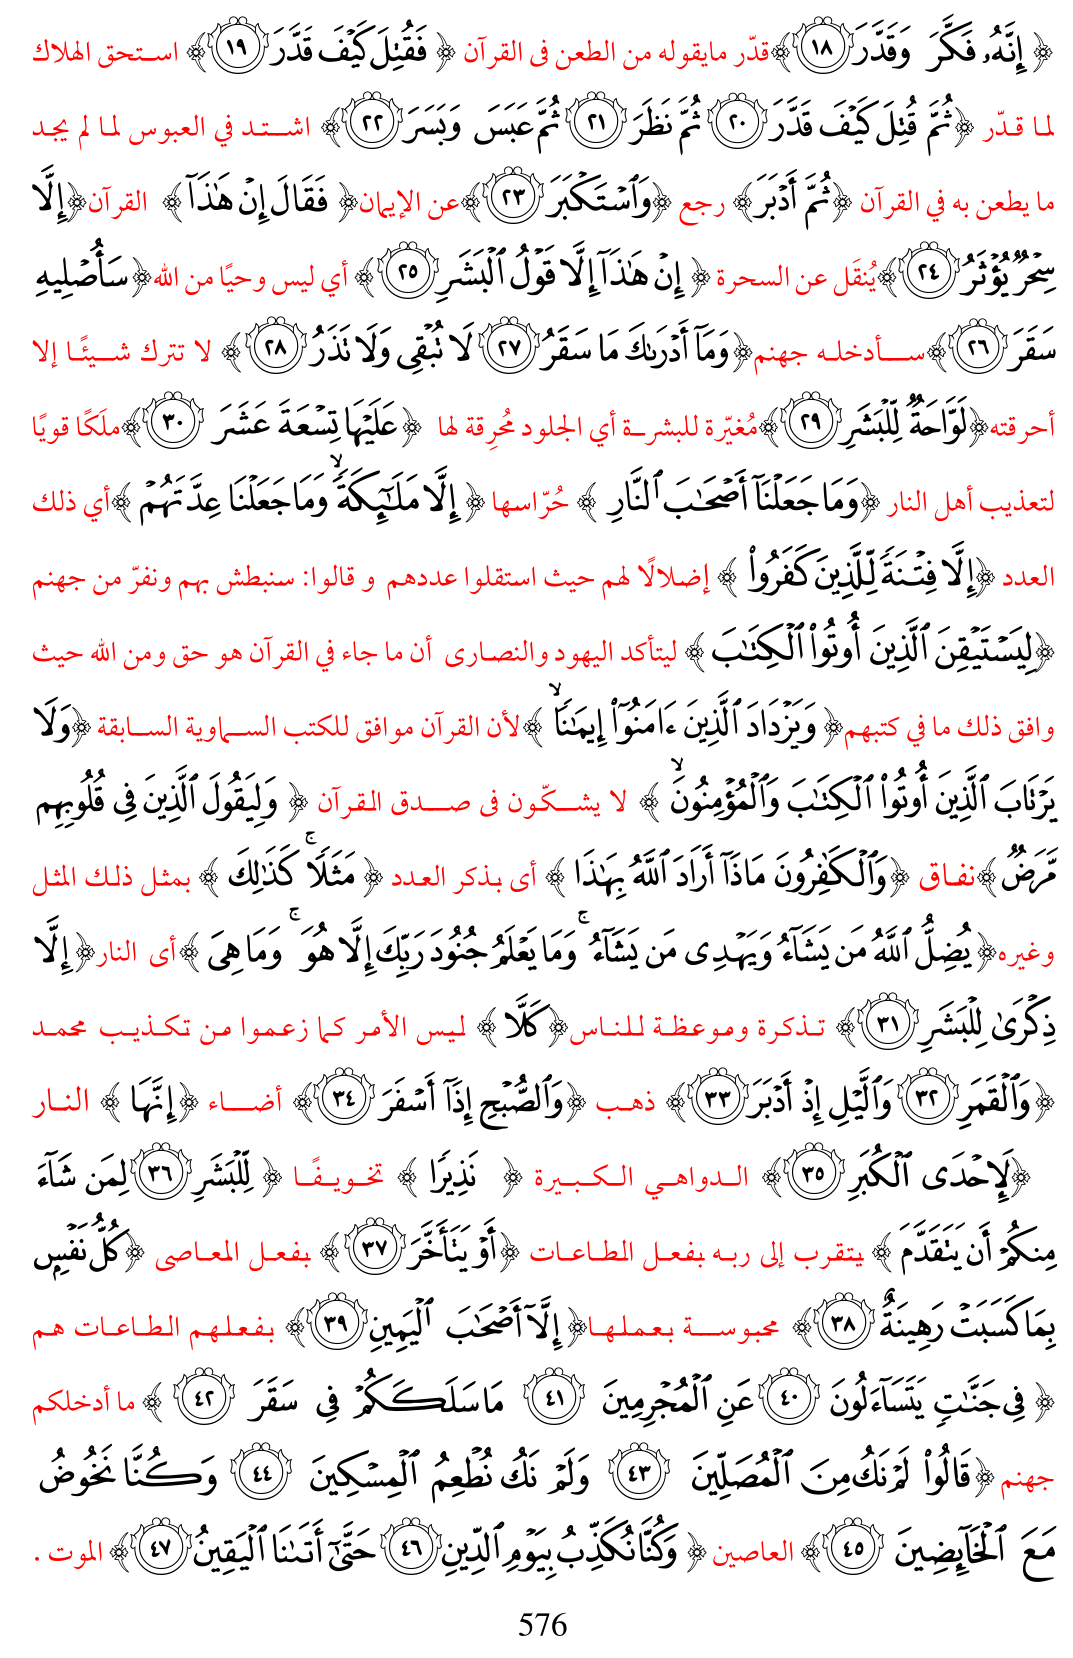 ﴿ إِنَّهُۥ فَكَّرَ وَقَدَّرَ ١٨ ﴾ قدّر مايقوله من الطعن فى القرآن ﴿ فَقُتِلَ كَيْفَ قَدَّرَ ١٩ ﴾ استحق الهلاك
لما قدّر ﴿ ثُمَّ قُتِلَ كَيْفَ قَدَّرَ ٢٠ ثُمَّ نَظَرَ ٢١ ثُمَّ عَبَسَ وَبَسَرَ ٢٢ ﴾ اشتد في العبوس لما لم يجد
ما يطعن به في القرآن ﴿ ثُمَّ أَدْبَرَ ﴾ رجع ﴿ وَٱسْتَكْبَرَ ٢٣ ﴾ عن الإيمان ﴿ فَقَالَ إِنْ هَٰذَآ ﴾ القرآن ﴿ إِلَّا
سِحْرٌ يُؤْثَرُ ٢٤ ﴾ يُنقَل عن السحرة ﴿ إِنْ هَٰذَآ إِلَّا قَوْلُ ٱلْبَشَرِ ٢٥ ﴾ أي ليس وحيًا من الله ﴿ سَأُصْلِيهِ
سَقَرَ ٢٦ ﴾ سأدخله جهنم ﴿ وَمَآ أَدْرَىٰكَ مَا سَقَرُ ٢٧ لَا تُبْقِى وَلَا تَذَرُ ٢٨ ﴾ لا تترك شيئًا إلا
أحرقته ﴿ لَوَّاحَةٌ لِّلْبَشَرِ ٢٩ ﴾ مُغيّرة للبشرة أي الجلود مُحرِقة لها ﴿ عَلَيْهَا تِسْعَةَ عَشَرَ ٣٠ ﴾ ملَكًا قويًا
لتعذيب أهل النار ﴿ وَمَا جَعَلْنَآ أَصْحَٰبَ ٱلنَّارِ ﴾ حُرّاسها ﴿ إِلَّا مَلَٰٓئِكَةً ۙ وَمَا جَعَلْنَا عِدَّتَهُمْ ﴾ أي ذلك
العدد ﴿ إِلَّا فِتْنَةً لِّلَّذِينَ كَفَرُوا۟ ﴾ إضلالًا لهم حيث استقلوا عددهم و قالوا: سنبطش بهم ونفرّ من جهنم
﴿ لِيَسْتَيْقِنَ ٱلَّذِينَ أُوتُوا۟ ٱلْكِتَٰبَ ﴾ ليتأكد اليهود والنصارى أن ما جاء في القرآن هو حق ومن الله حيث
وافق ذلك ما في كتبهم ﴿ وَيَزْدَادَ ٱلَّذِينَ ءَامَنُوٓا۟ إِيمَٰنًا ۙ ﴾ لأن القرآن موافق للكتب السماوية السابقة ﴿ وَلَا
يَرْتَابَ ٱلَّذِينَ أُوتُوا۟ ٱلْكِتَٰبَ وَٱلْمُؤْمِنُونَ ۙ ﴾ لا يشكّون فى صدق القرآن ﴿ وَلِيَقُولَ ٱلَّذِينَ فِى قُلُوبِهِم
مَّرَضٌ ﴾ نفاق ﴿ وَٱلْكَٰفِرُونَ مَاذَآ أَرَادَ ٱللَّهُ بِهَٰذَا ﴾ أى بذكر العدد ﴿ مَثَلًا ۚ كَذَٰلِكَ ﴾ بمثل ذلك المثل
وغيره ﴿ يُضِلُّ ٱللَّهُ مَن يَشَآءُ وَيَهْدِى مَن يَشَآءُ ۚ وَمَا يَعْلَمُ جُنُودَ رَبِّكَ إِلَّا هُوَ ۚ وَمَا هِىَ ﴾ أى النار ﴿ إِلَّا
ذِكْرَىٰ لِلْبَشَرِ ٣١ ﴾ تذكرة وموعظة للناس ﴿ كَلَّا ﴾ ليس الأمر كما زعموا من تكذيب محمد
﴿ وَٱلْقَمَرِ ٣٢ وَٱلَّيْلِ إِذْ أَدْبَرَ ٣٣ ﴾ ذهب ﴿ وَٱلصُّبْحِ إِذَآ أَسْفَرَ ٣٤ ﴾ أضاء ﴿ إِنَّهَا ﴾ النار
﴿ لَإِحْدَى ٱلْكُبَرِ ٣٥ ﴾ الدواهي الكبيرة ﴿ نَذِيرًا ﴾ تخويفًا ﴿ لِّلْبَشَرِ ٣٦ لِمَن شَآءَ
مِنكُمْ أَن يَتَقَدَّمَ ﴾ يتقرب إلى ربه بفعل الطاعات ﴿ أَوْ يَتَأَخَّرَ ٣٧ ﴾ بفعل المعاصى ﴿ كُلُّ نَفْسٍۭ
بِمَا كَسَبَتْ رَهِينَةٌ ٣٨ ﴾ محبوسة بعملها ﴿ إِلَّآ أَصْحَٰبَ ٱلْيَمِينِ ٣٩ ﴾ بفعلهم الطاعات هم
﴿ فِى جَنَّٰتٍ يَتَسَآءَلُونَ ٤٠ عَنِ ٱلْمُجْرِمِينَ ٤١ مَا سَلَكَكُمْ فِى سَقَرَ ٤٢ ﴾ ما أدخلكم
جهنم ﴿ قَالُوا۟ لَمْ نَكُ مِنَ ٱلْمُصَلِّينَ ٤٣ وَلَمْ نَكُ نُطْعِمُ ٱلْمِسْكِينَ ٤٤ وَكُنَّا نَخُوضُ
مَعَ ٱلْخَآئِضِينَ ٤٥ ﴾ العاصين ﴿ وَكُنَّا نُكَذِّبُ بِيَوْمِ ٱلدِّينِ ٤٦ حَتَّىٰٓ أَتَىٰنَا ٱلْيَقِينُ ٤٧ ﴾ الموت .
576